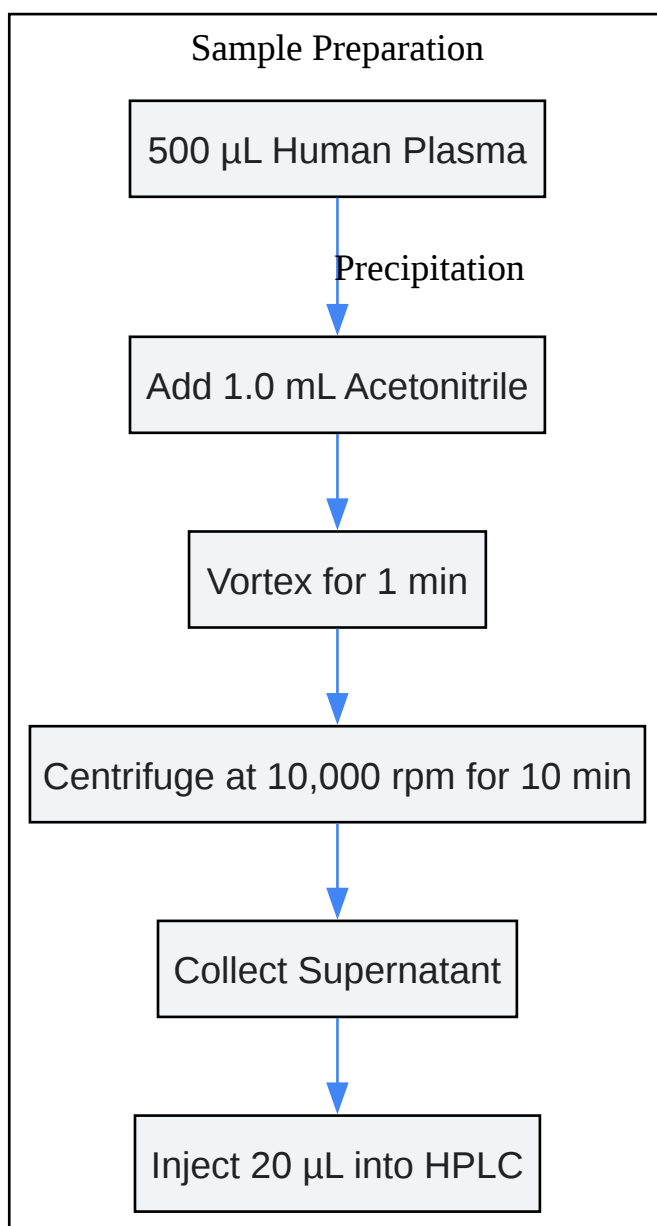 Sample Preparation
500 µL Human Plasma
Precipitation
Add 1.0 mL Acetonitrile
Vortex for 1 min
Centrifuge at 10,000 rpm for 10 min
Collect Supernatant
Inject 20 µL into HPLC